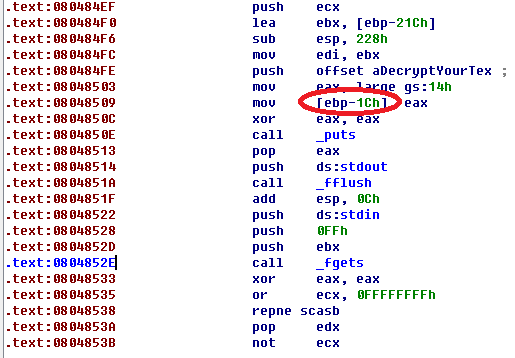 .text:080484EF push ecx
.text:080484F0 lea ebx, [ebp-21Ch]
.text:080484F6 sub esp, 228h
.text:080484FC mov edi, ebx
.text:080484FE push offset aDecryptYourTex ;
.text:08048503 mov eax, large gs:14h
.text:08048509 mov [ebp-1Ch], eax
.text:0804850C xor eax, eax
.text:0804850E call _puts
.text:08048513 pop eax
.text:08048514 push ds:stdout
.text:0804851A call _fflush
.text:0804851F add esp, 0Ch
.text:08048522 push ds:stdin
.text:08048528 push 0FFh
.text:0804852D push ebx
.text:0804852E call _fgets
.text:08048533 xor eax, eax
.text:08048535 or ecx, 0FFFFFFFFh
.text:08048538 repne scasb
.text:0804853A pop edx
.text:0804853B not ecx